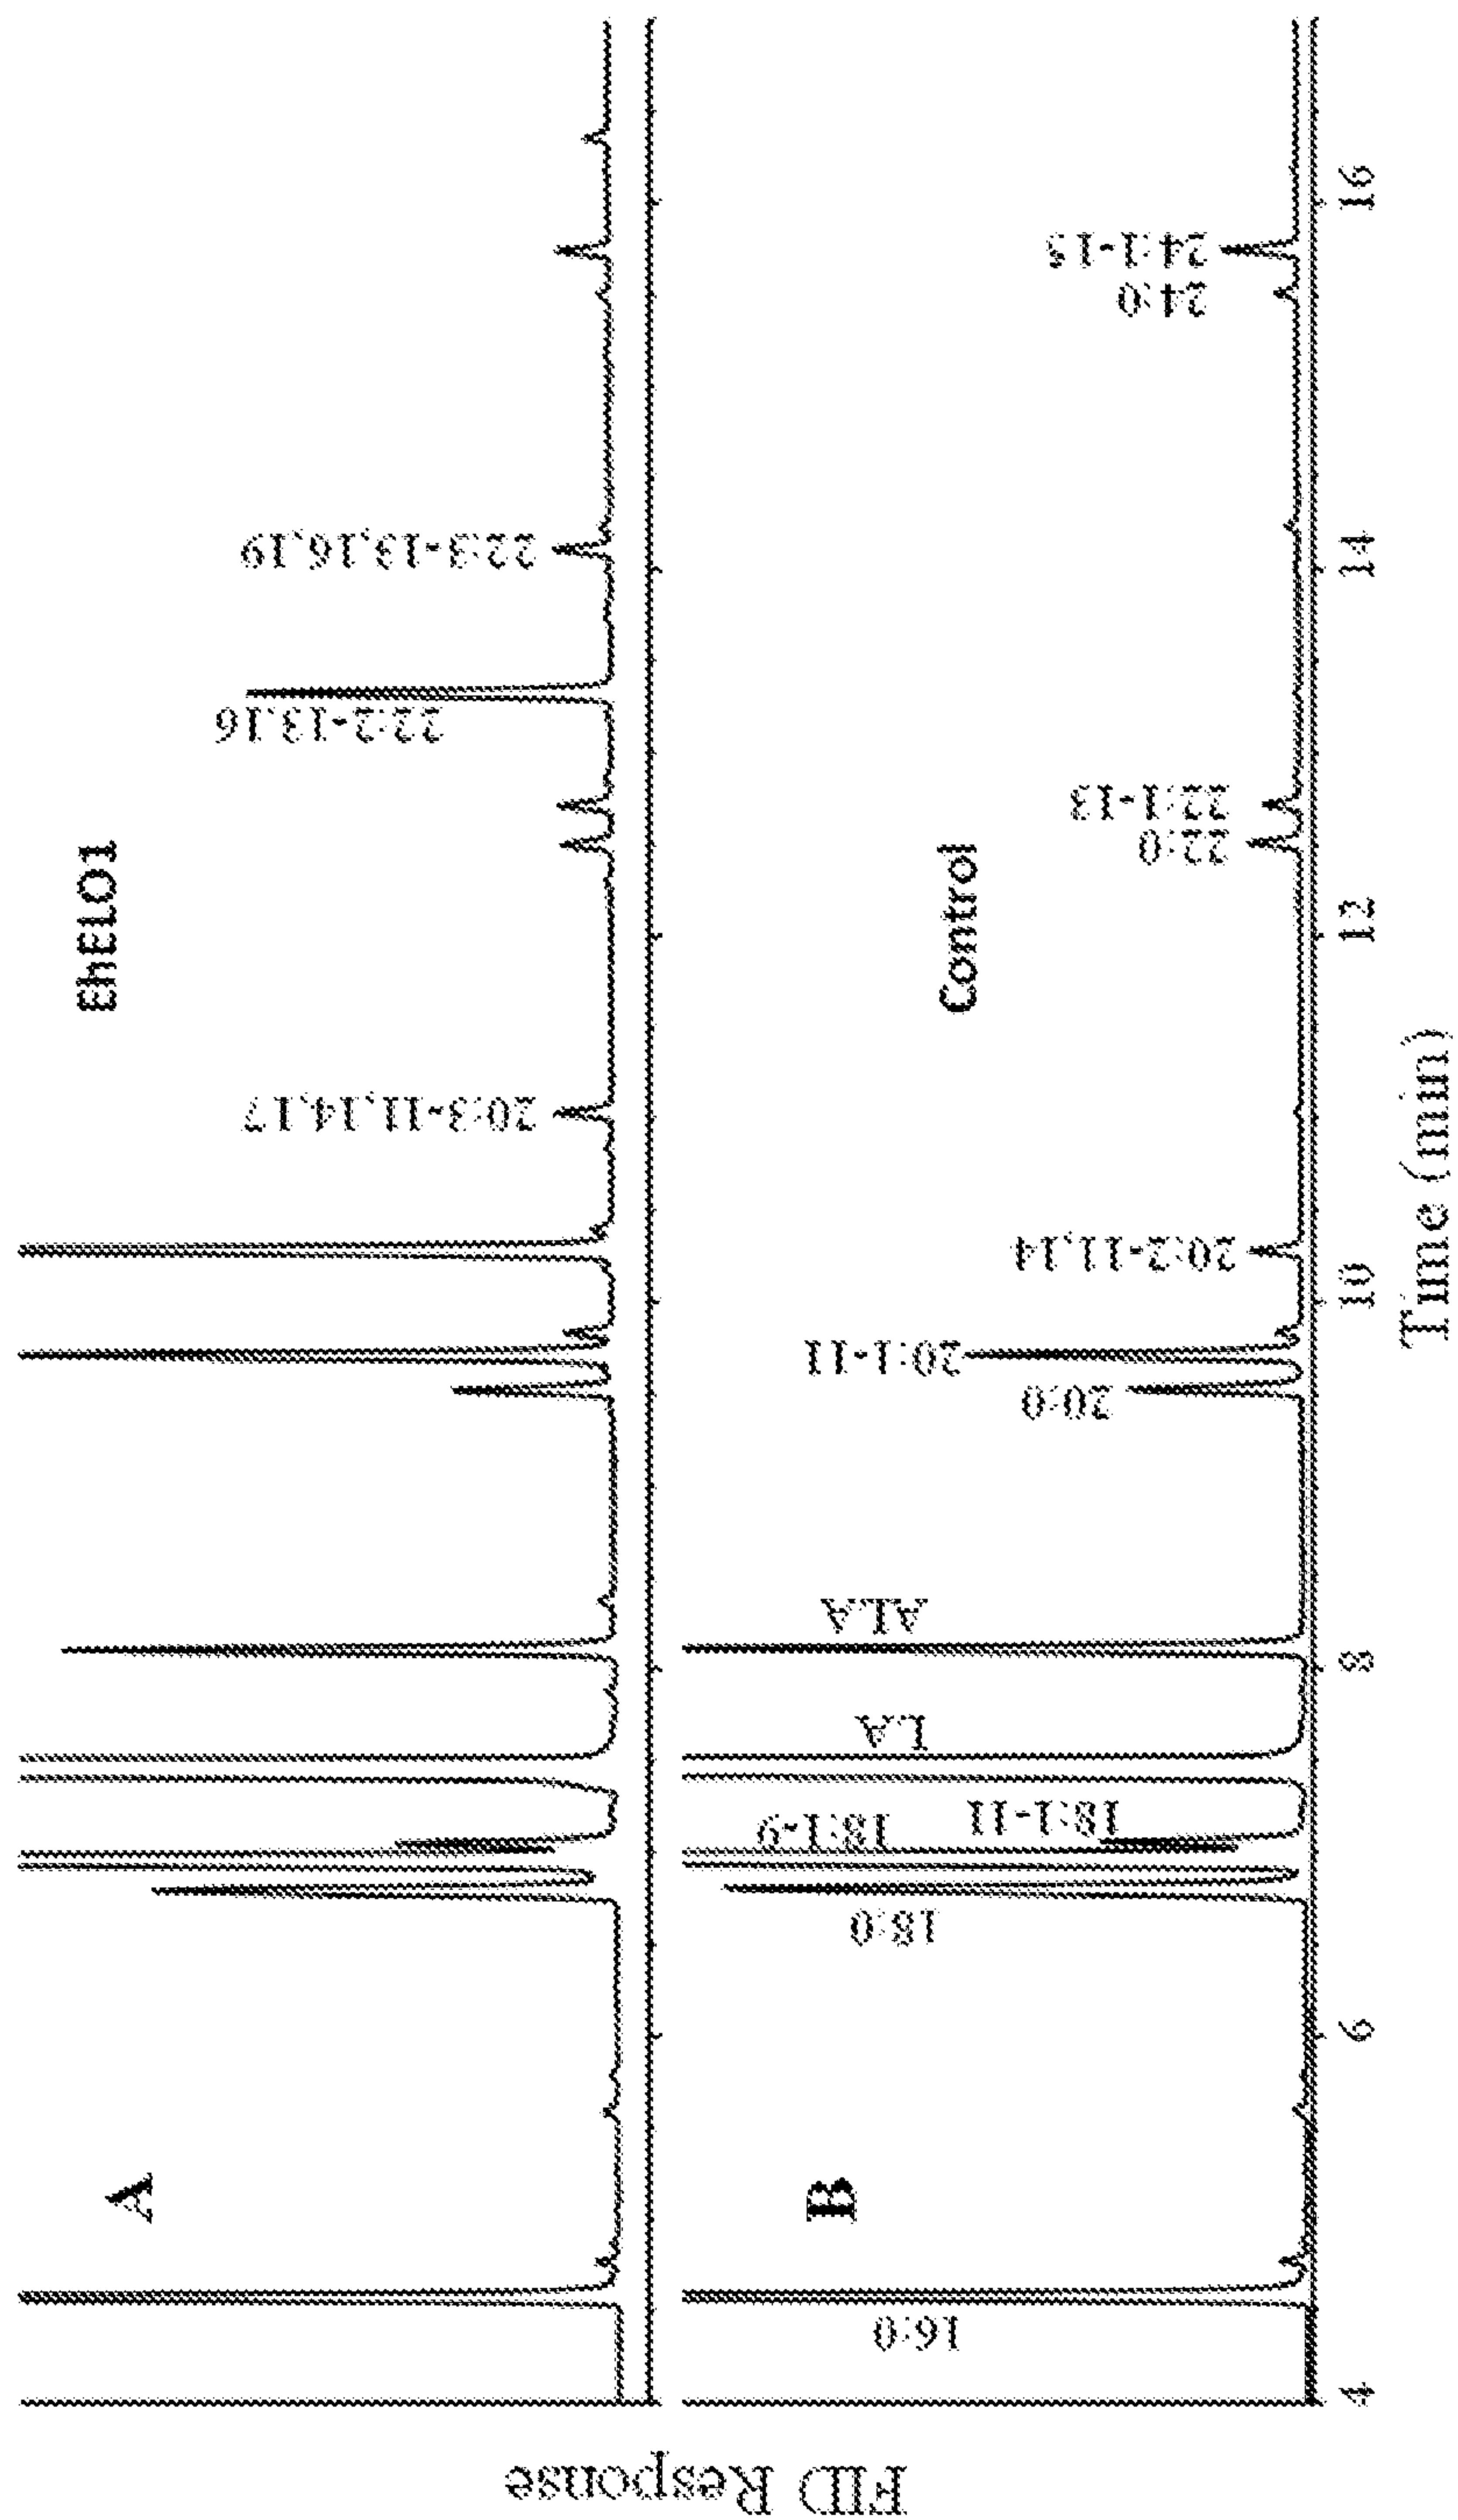 A
EhELO1
20:3-11,14,17
22:2-13,16
22:3-13,16,19
B
Control
16:0
18:0
18:1-9
18:1-11
LA
ALA
20:0
20:1-11
20:2-11,14
22:0
22:1-13
24:0
24:1-15
4
6
8
10
12
14
16
Time (min)
FID Response